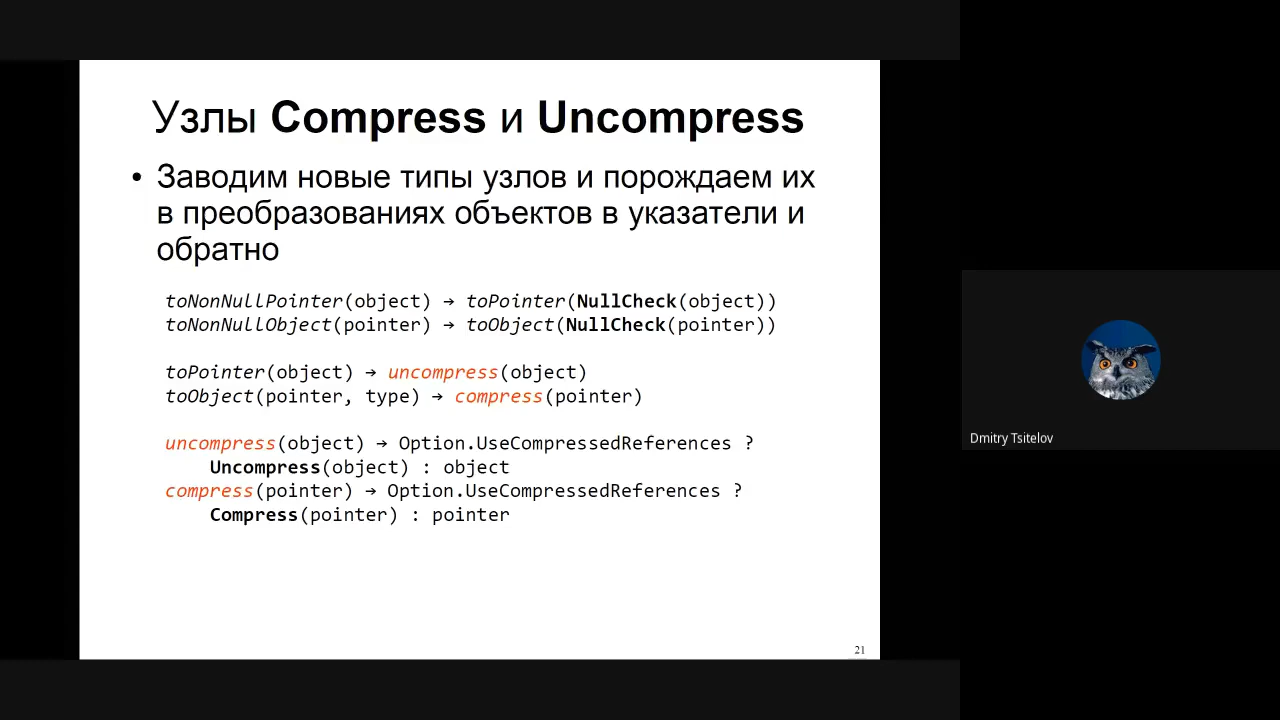 Узлы Compress и Uncompress
• Заводим новые типы узлов и порождаем их
в преобразованиях объектов в указатели и
обратно
toNonNullPointer(object) → toPointer(NullCheck(object))
toNonNullObject(pointer) → toObject(NullCheck(pointer))
toPointer(object) → uncompress(object)
toObject(pointer, type) → compress(pointer)
uncompress(object) → Option.UseCompressedReferences ?
Uncompress(object) : object
compress(pointer) → Option.UseCompressedReferences ?
Compress(pointer) : pointer
21
Dmitry Tsitelov